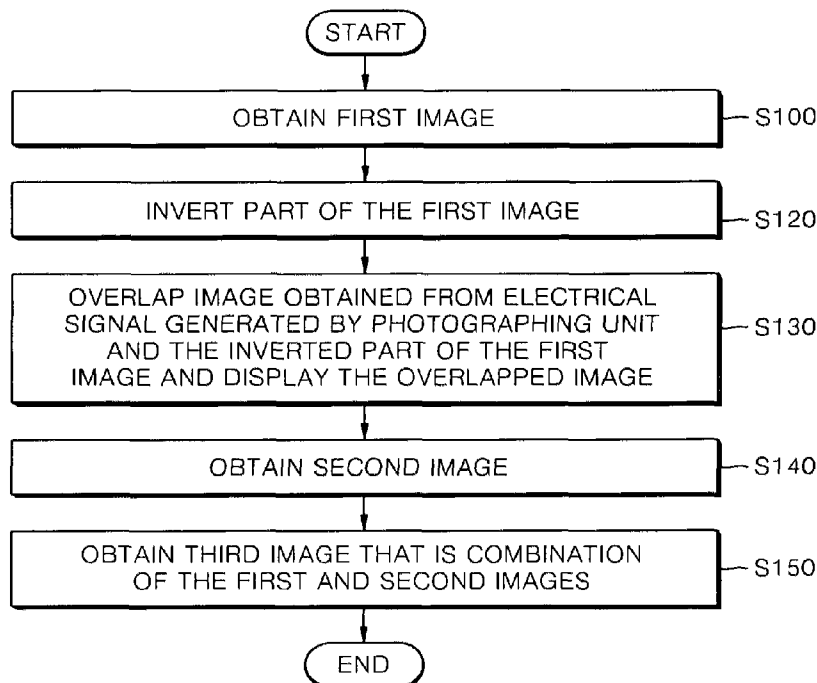 START
OBTAIN FIRST IMAGE
S100
INVERT PART OF THE FIRST IMAGE
S120
OVERLAP IMAGE OBTAINED FROM ELECTRICAL
SIGNAL GENERATED BY PHOTOGRAPHING UNIT
AND THE INVERTED PART OF THE FIRST
IMAGE AND DISPLAY THE OVERLAPPED IMAGE
S130
OBTAIN SECOND IMAGE
S140
OBTAIN THIRD IMAGE THAT IS COMBINATION
OF THE FIRST AND SECOND IMAGES
S150
END